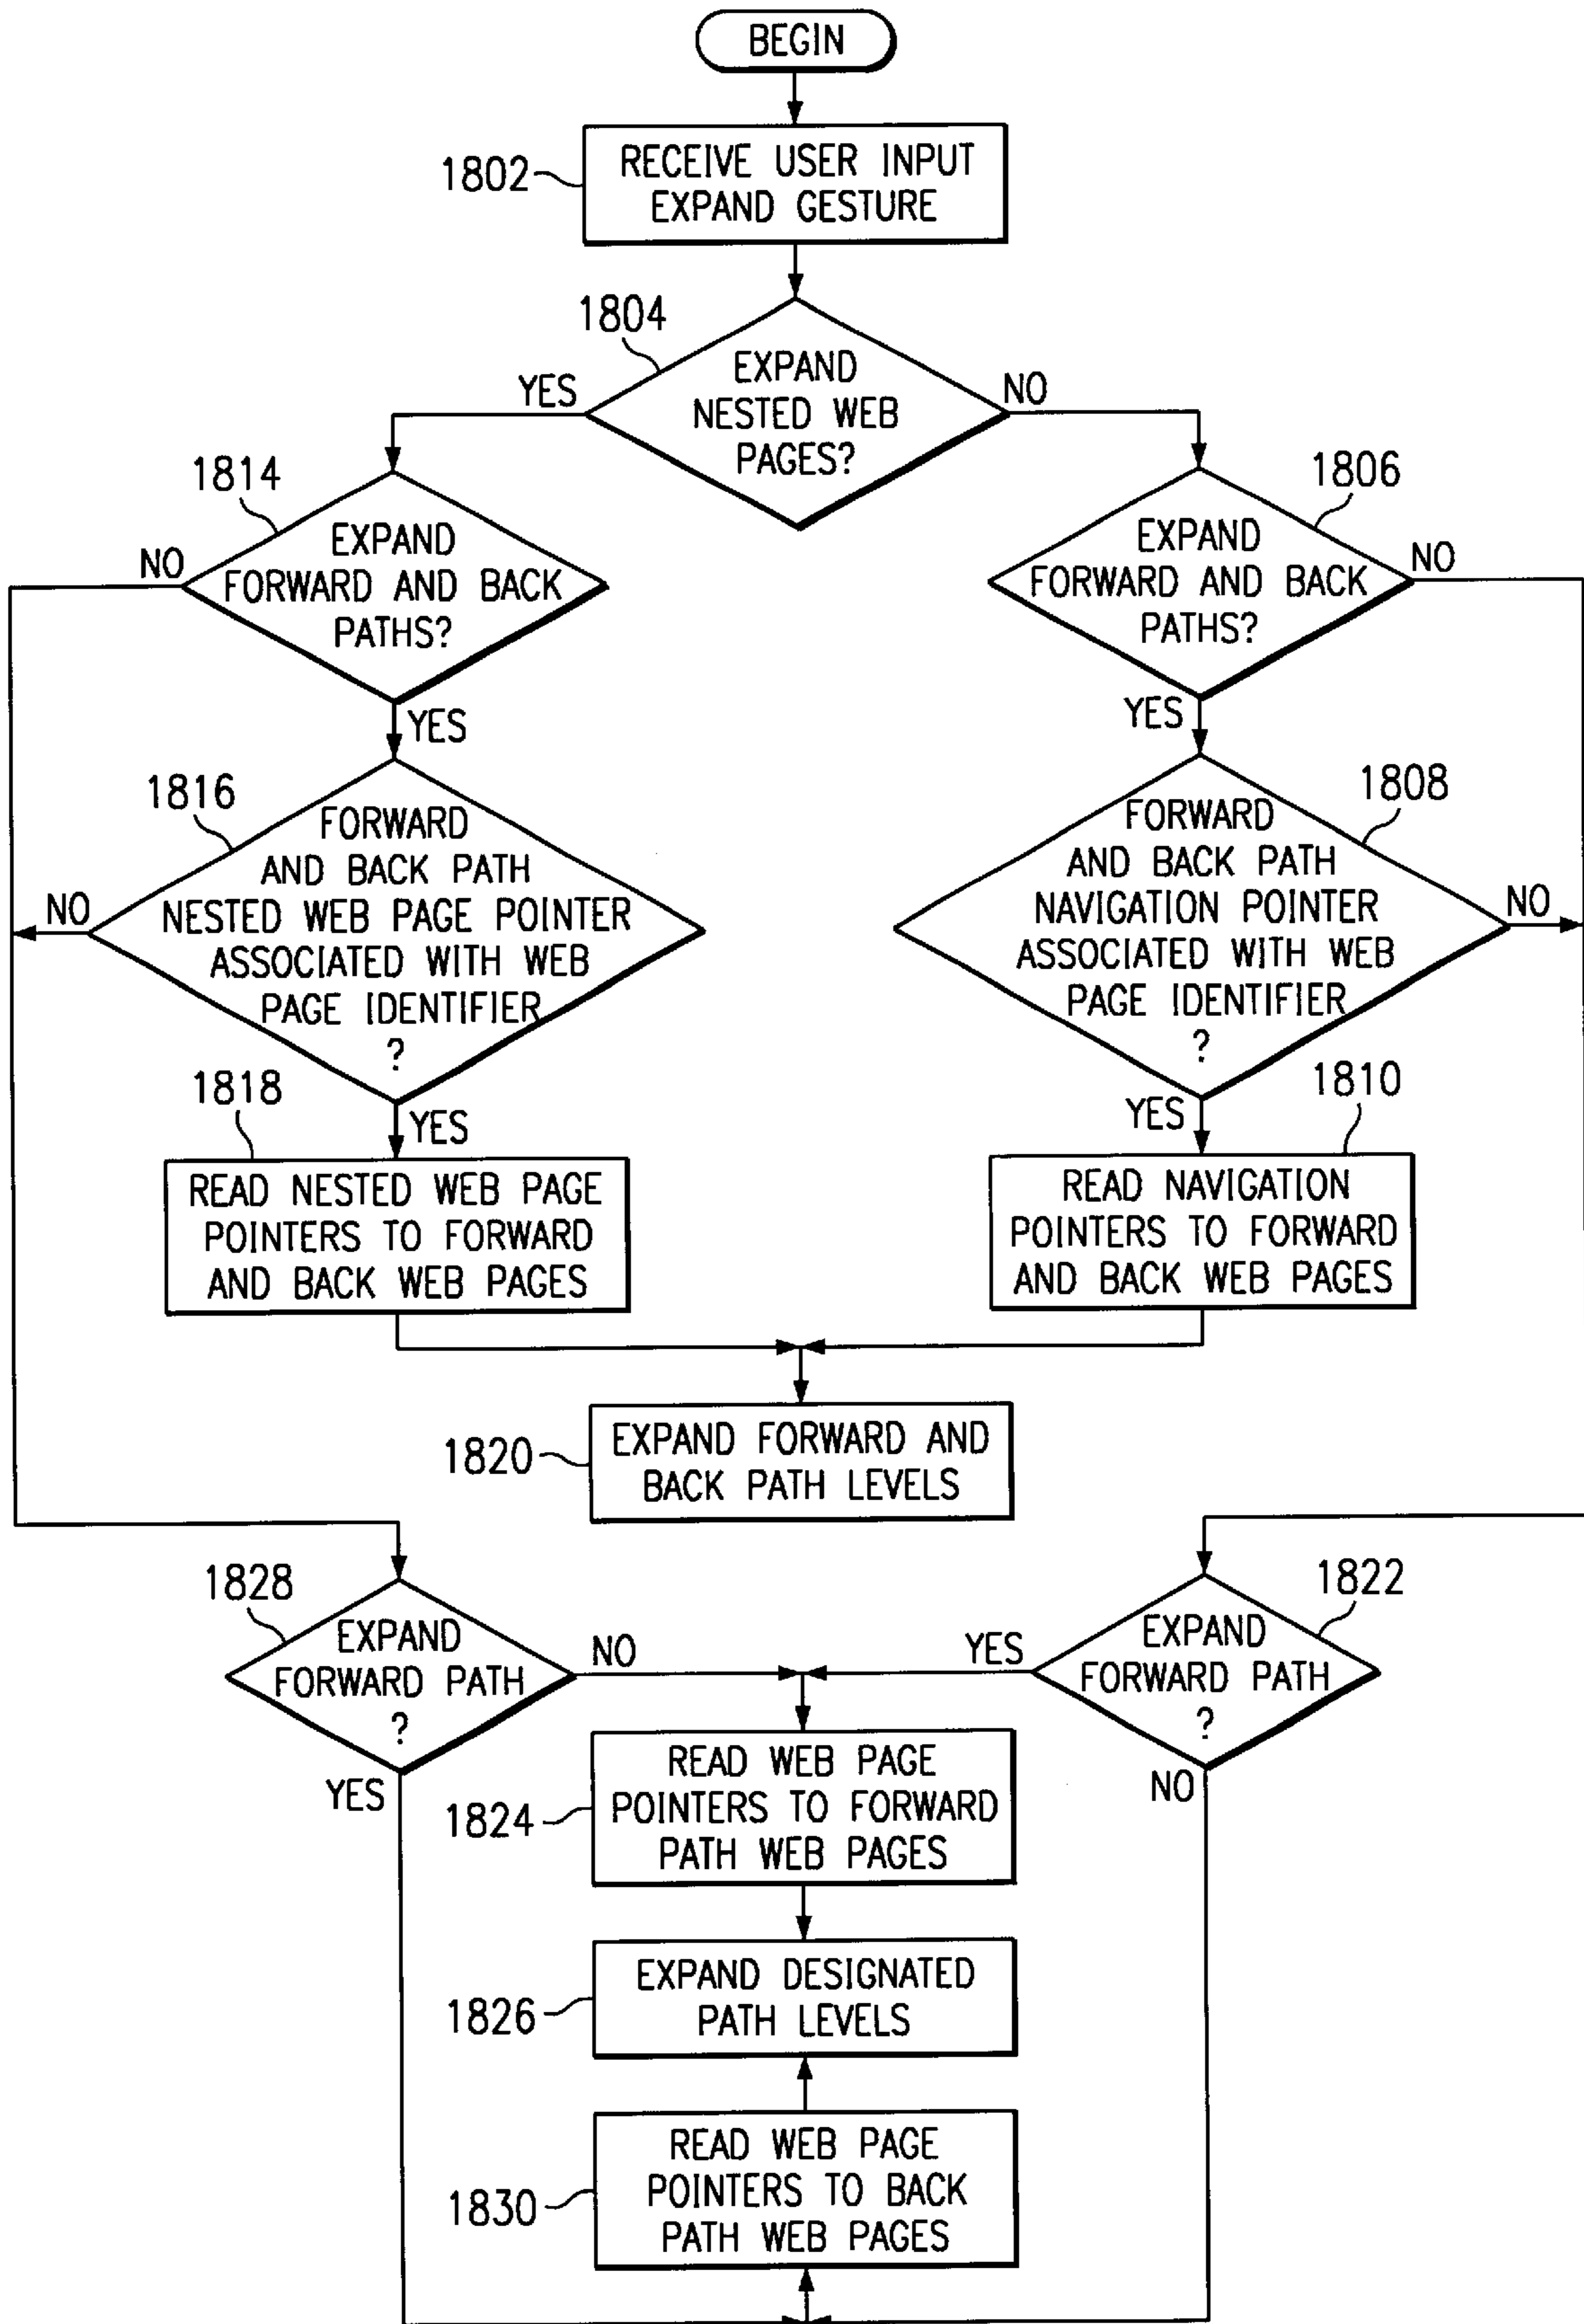 BEGIN
1802
RECEIVE USER INPUT
EXPAND GESTURE
1804
EXPAND
NESTED WEB
PAGES?
YES
NO
1814
EXPAND
FORWARD AND BACK
PATHS?
NO
YES
1806
EXPAND
FORWARD AND BACK
PATHS?
NO
YES
1816
FORWARD
AND BACK PATH
NESTED WEB PAGE POINTER
ASSOCIATED WITH WEB
PAGE IDENTIFIER
?
NO
YES
1808
FORWARD
AND BACK PATH
NAVIGATION POINTER
ASSOCIATED WITH WEB
PAGE IDENTIFIER
?
NO
YES
1818
READ NESTED WEB PAGE
POINTERS TO FORWARD
AND BACK WEB PAGES
1810
READ NAVIGATION
POINTERS TO FORWARD
AND BACK WEB PAGES
1820
EXPAND FORWARD AND
BACK PATH LEVELS
1828
EXPAND
FORWARD PATH
?
NO
YES
1822
EXPAND
FORWARD PATH
?
YES
NO
1824
READ WEB PAGE
POINTERS TO FORWARD
PATH WEB PAGES
1826
EXPAND DESIGNATED
PATH LEVELS
1830
READ WEB PAGE
POINTERS TO BACK
PATH WEB PAGES